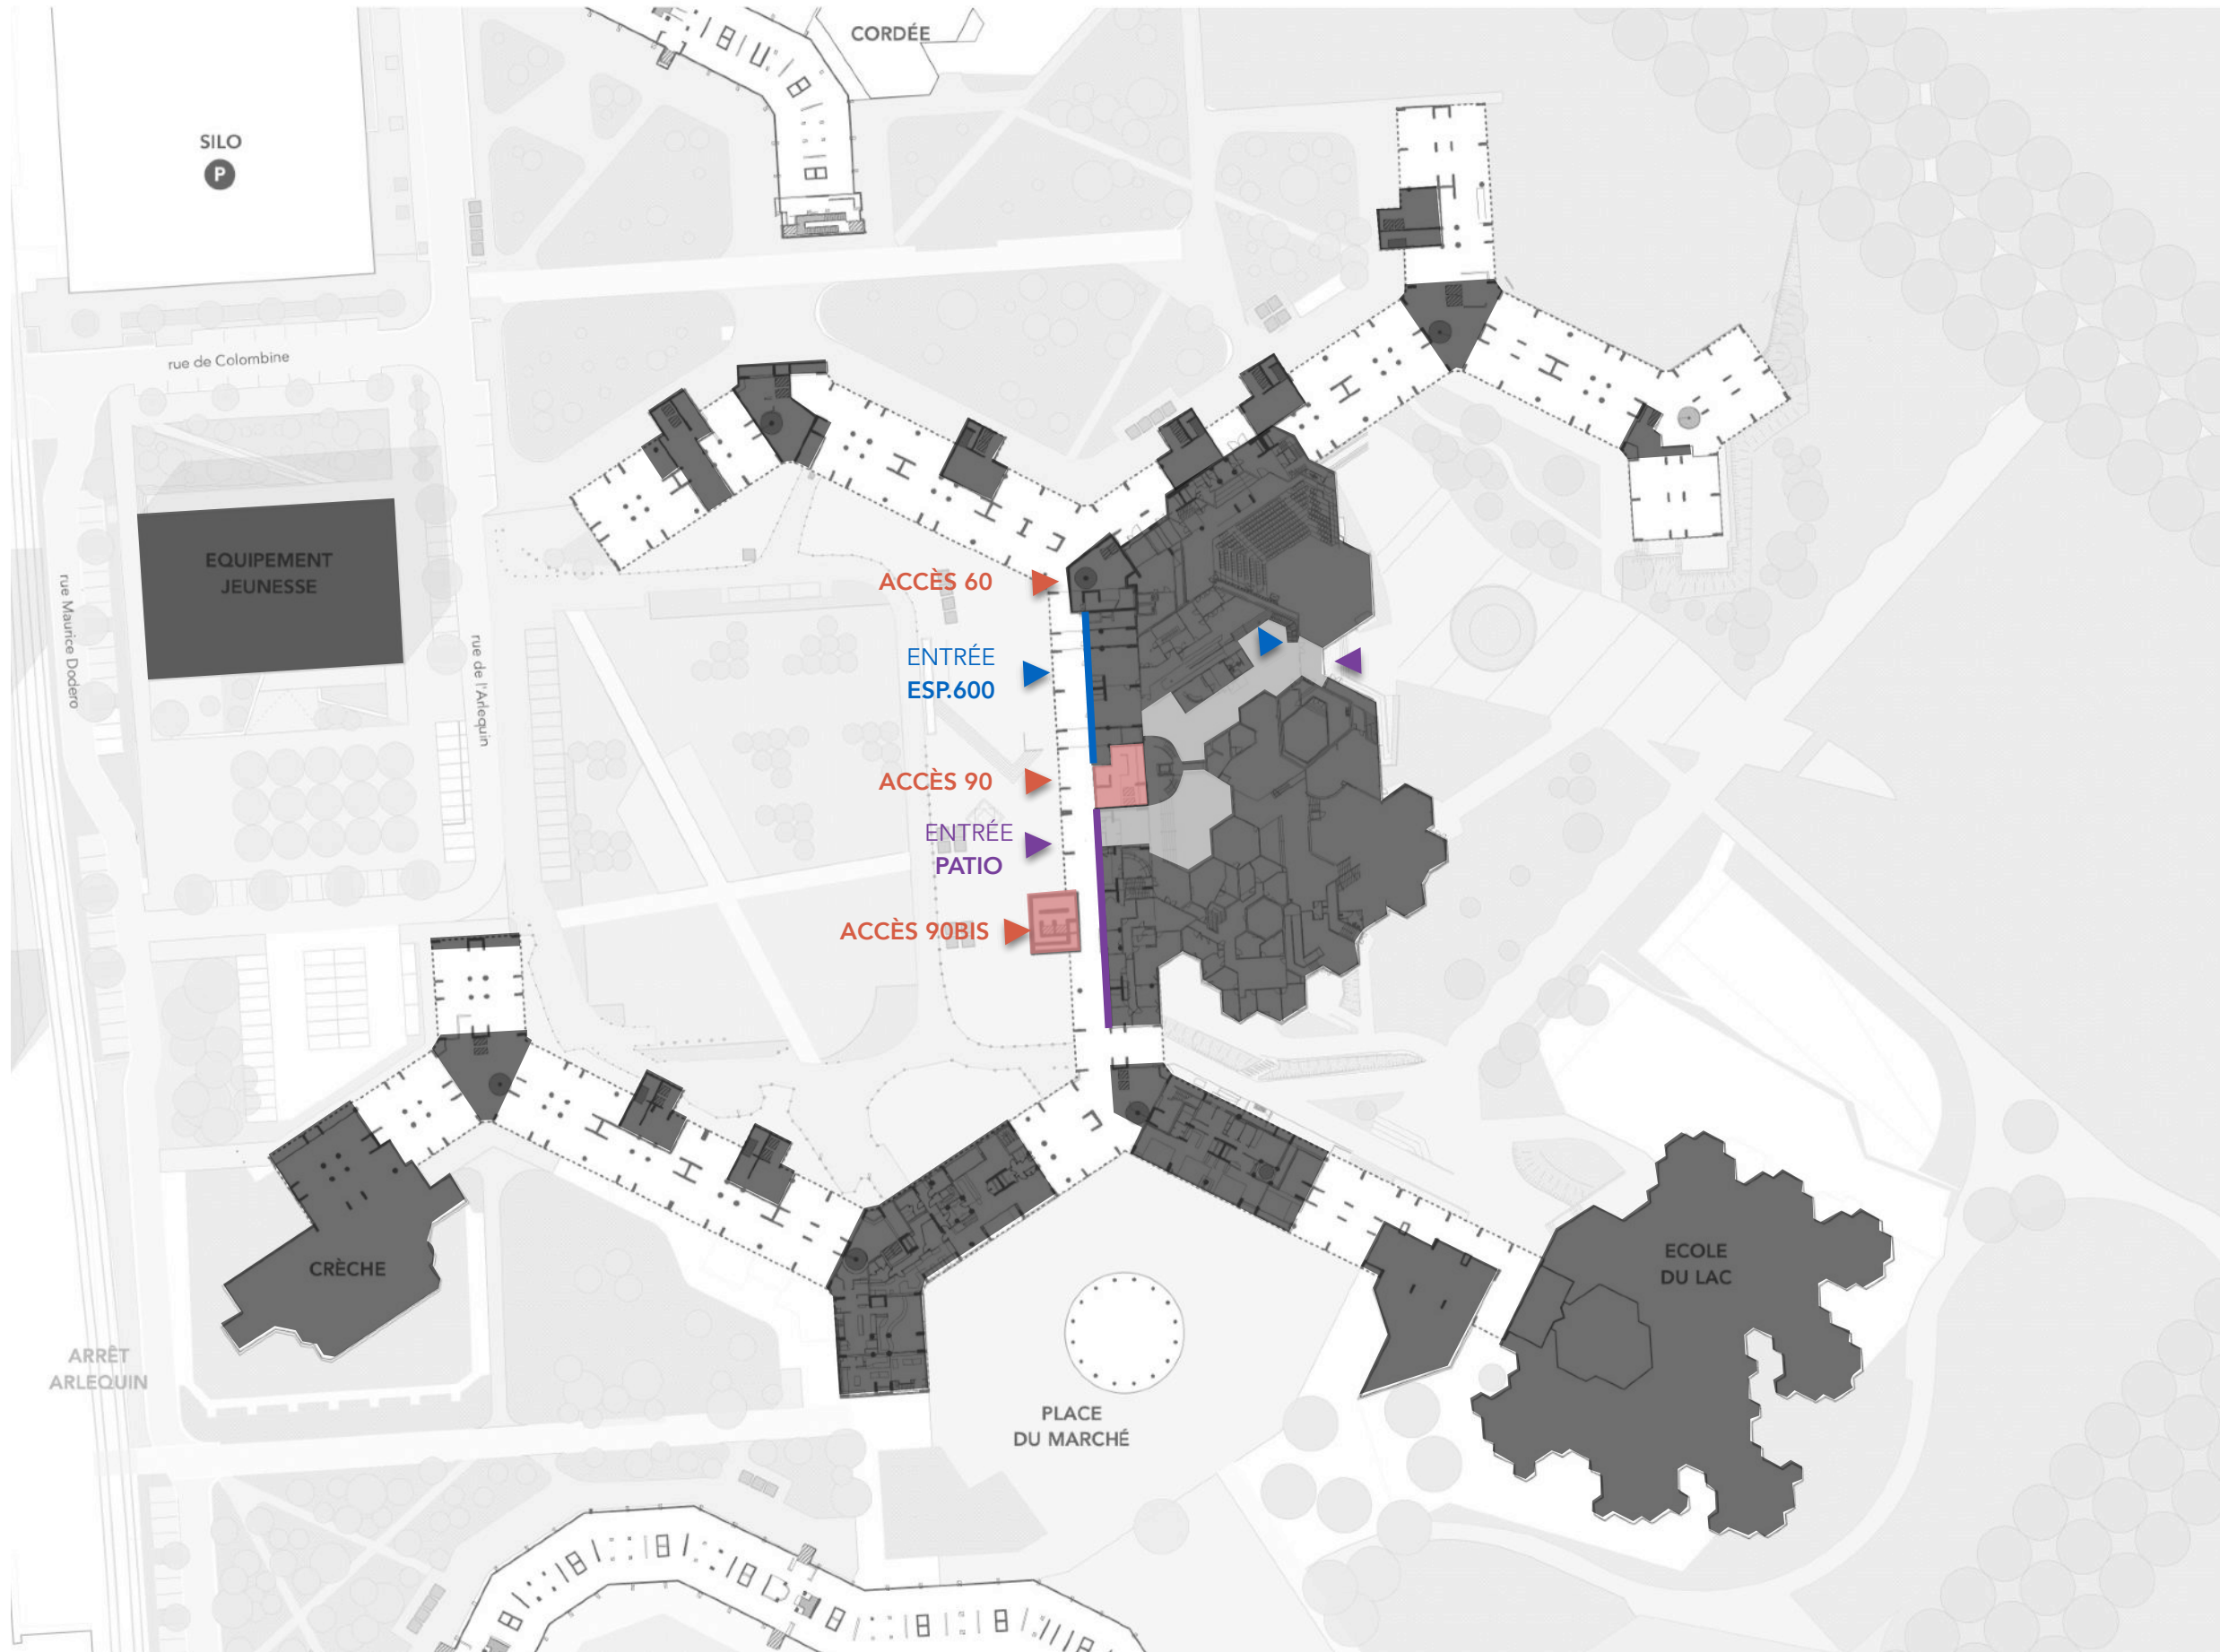 CORDÉE
SILO
P
rue de Colombine
EQUIPEMENT
JEUNESSE
rue Maurice Dodero
rue de l'Arlequin
ACCÈS 60
ENTRÉE
ESP.600
ACCÈS 90
ENTRÉE
PATIO
ACCÈS 90BIS
CRÈCHE
ECOLE
DU LAC
ARRÊT
ARLEQUIN
PLACE
DU MARCHÉ